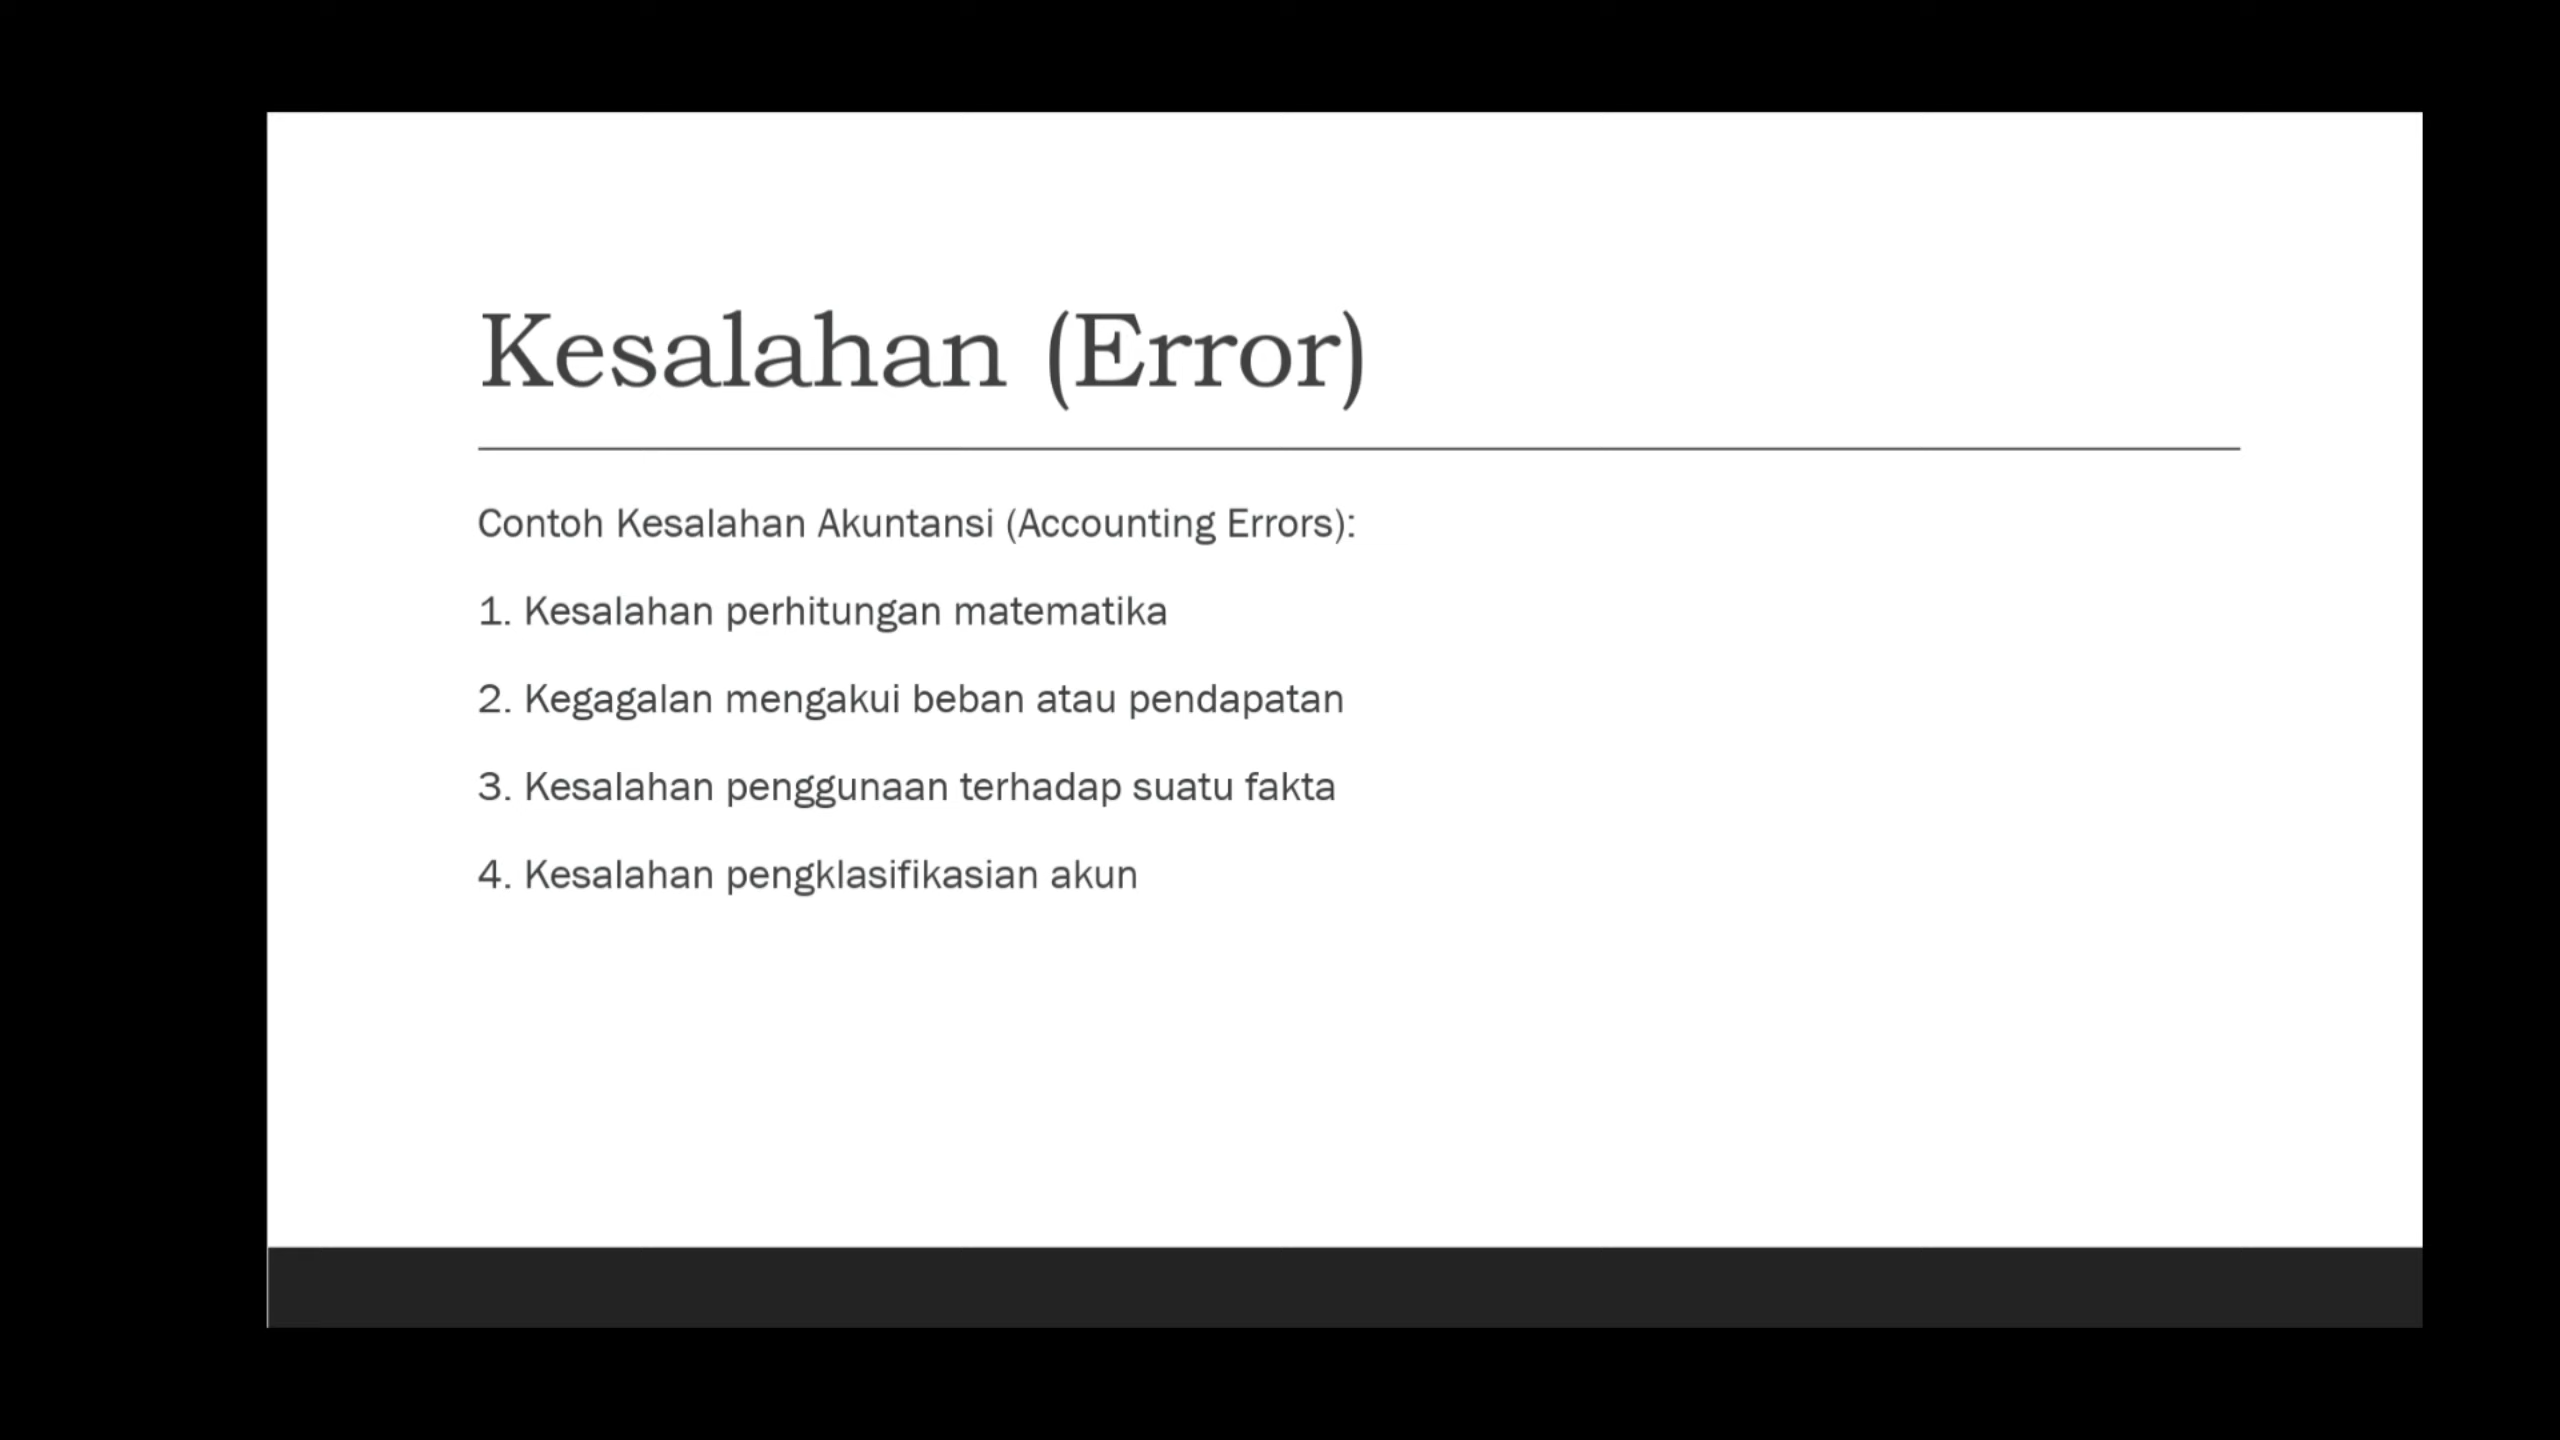 Kesalahan (Error)
Contoh Kesalahan Akuntansi (Accounting Errors):
1. Kesalahan perhitungan matematika
2. Kegagalan mengakui beban atau pendapatan
3. Kesalahan penggunaan terhadap suatu fakta
4. Kesalahan pengklasifikasian akun